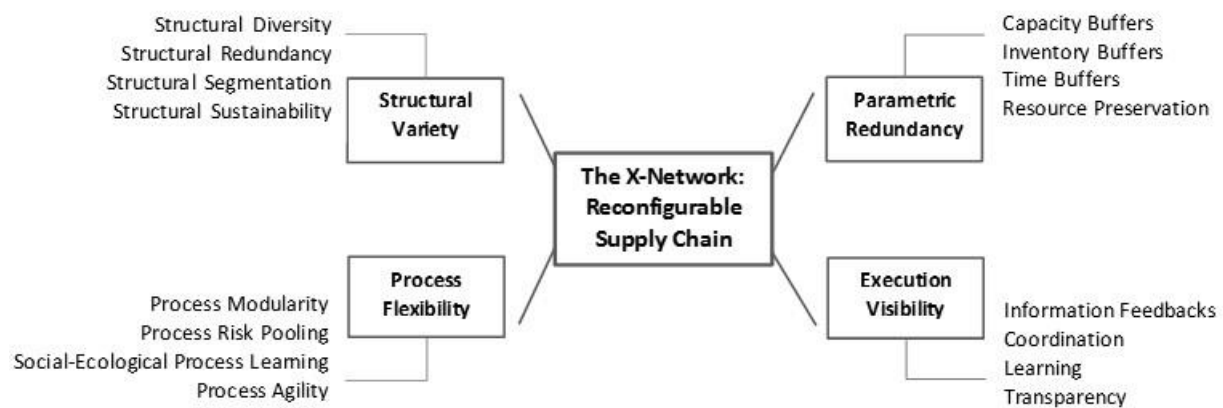 Structural Diversity
Structural Redundancy
Structural Segmentation
Structural Sustainability
Structural
Variety
Capacity Buffers
Inventory Buffers
Time Buffers
Resource Preservation
Parametric
Redundancy
The X-Network:
Reconfigurable
Supply Chain
Process
Flexibility
Process Modularity
Process Risk Pooling
Social-Ecological Process Learning
Process Agility
Execution
Visibility
Information Feedbacks
Coordination
Learning
Transparency